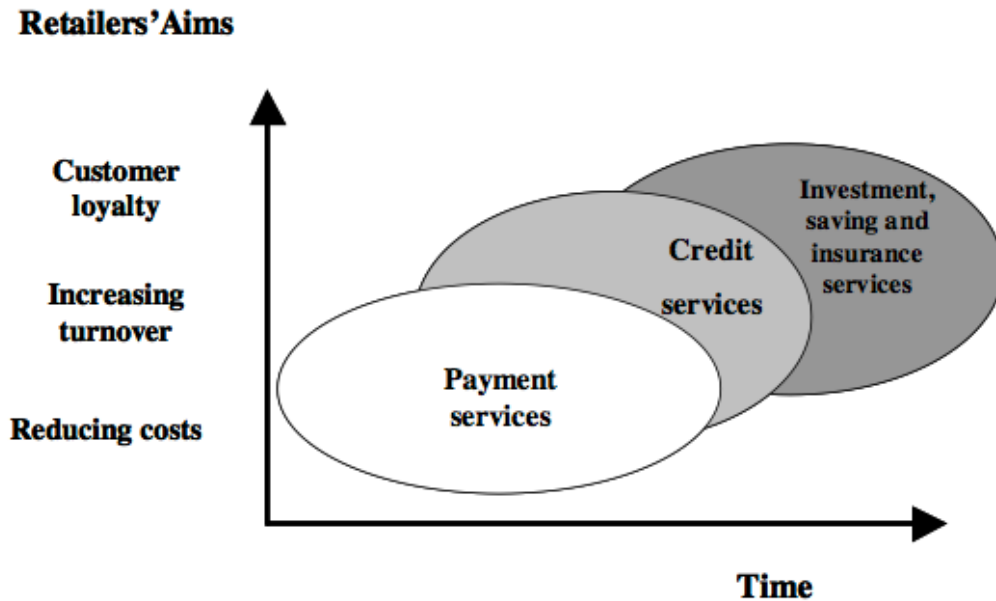 Retailers’Aims
Customer
loyalty
Increasing
turnover
Reducing costs
Investment,
saving and
insurance
services
Credit
services
Payment
services
Time